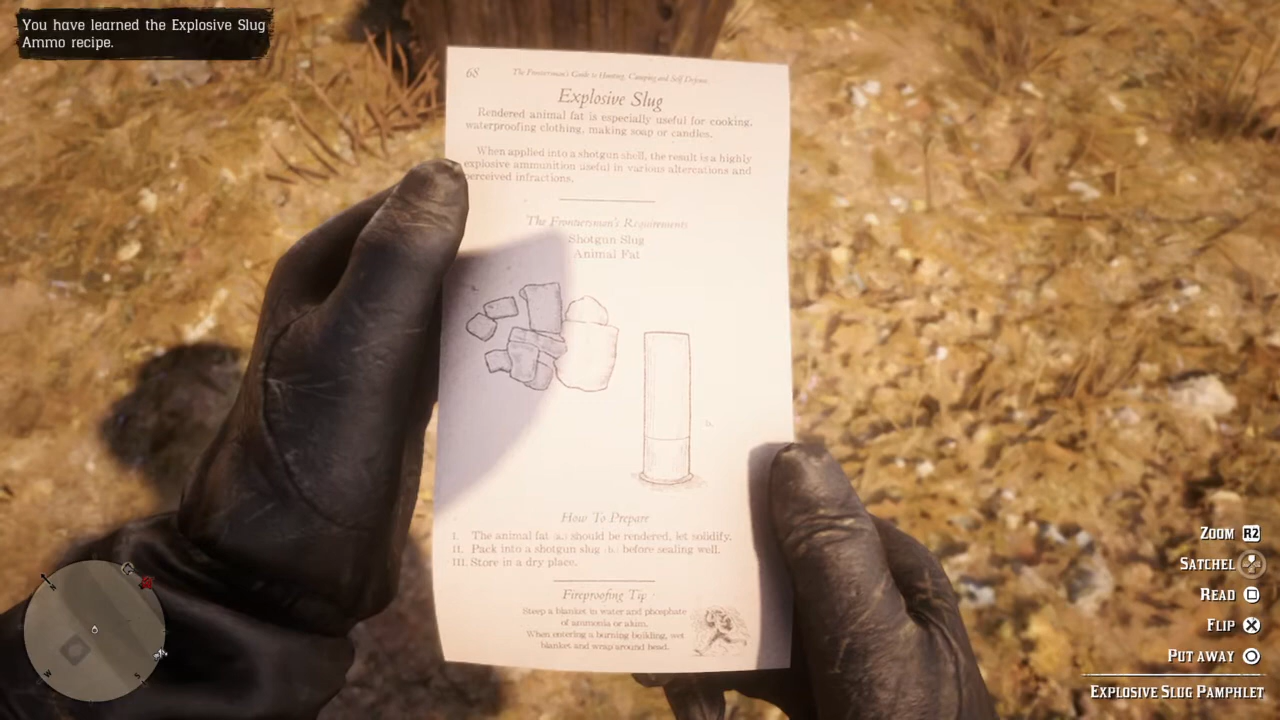 You have learned the Explosive Slug
Ammo recipe.
68
The Frontiersman's Guide to Hunting, Camping and Self Defense
Explosive Slug
Rendered animal fat is especially useful for cooking,
waterproofing clothing, making soap or candles.
When applied into a shotgun shell, the result is a highly
explosive ammunition useful in various altercations and
perceived infractions.
The Frontiersman's Requirements
Shotgun Slug
Animal Fat
b.
How To Prepare
I. The animal fat (a.) should be rendered, let solidify.
II. Pack into a shotgun slug (b.) before sealing well.
III. Store in a dry place.
Fireproofing Tip
Steep a blanket in water and phosphate
of ammonia or alum.
When entering a burning building, wet
blanket and wrap around head.
N
W
S
ZOOM R2
SATCHEL
READ
FLIP
PUT AWAY
EXPLOSIVE SLUG PAMPHLET